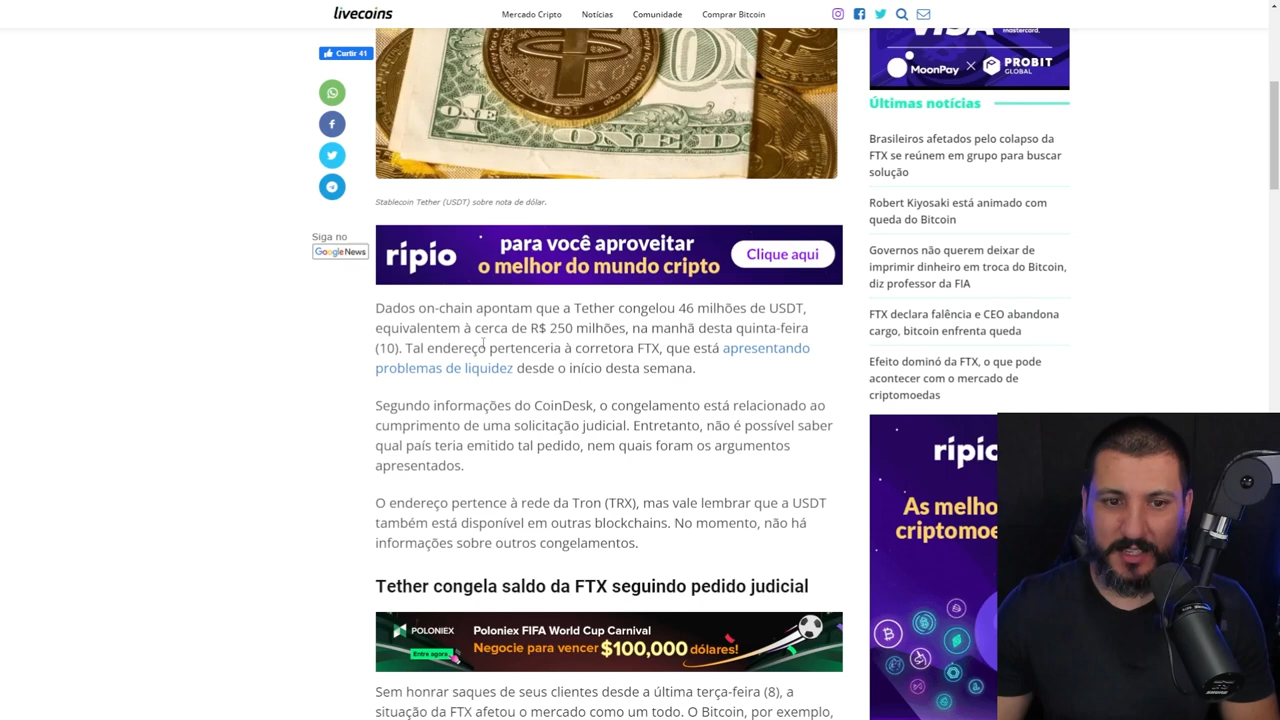 livecoins
Mercado Cripto
Notícias
Comunidade
Comprar Bitcoin
Curtir 41
Siga no
Google News
ONE
Stablecoin Tether (USDT) sobre nota de dólar.
ripio
para você aproveitar
o melhor do mundo cripto
Clique aqui
Dados on-chain apontam que a Tether congelou 46 milhões de USDT,
equivalentem à cerca de R$ 250 milhões, na manhã desta quinta-feira
(10). Tal endereço pertenceria à corretora FTX, que está apresentando
problemas de liquidez desde o início desta semana.
Segundo informações do CoinDesk, o congelamento está relacionado ao
cumprimento de uma solicitação judicial. Entretanto, não é possível saber
qual país teria emitido tal pedido, nem quais foram os argumentos
apresentados.
O endereço pertence à rede da Tron (TRX), mas vale lembrar que a USDT
também está disponível em outras blockchains. No momento, não há
informações sobre outros congelamentos.
Tether congela saldo da FTX seguindo pedido judicial
POLONIEX
Entre agora
Poloniex FIFA World Cup Carnival
Negocie para vencer $100,000 dólares!
Sem honrar saques de seus clientes desde a última terça-feira (8), a
situação da FTX afetou o mercado como um todo. O Bitcoin, por exemplo,
VISA
mastercard.
MoonPay X PROBIT
GLOBAL
Últimas notícias
Brasileiros afetados pelo colapso da
FTX se reúnem em grupo para buscar
solução
Robert Kiyosaki está animado com
queda do Bitcoin
Governos não querem deixar de
imprimir dinheiro em troca do Bitcoin,
diz professor da FIA
FTX declara falência e CEO abandona
cargo, bitcoin enfrenta queda
Efeito dominó da FTX, o que pode
acontecer com o mercado de
criptomoedas
ripio
As melho
criptomoe